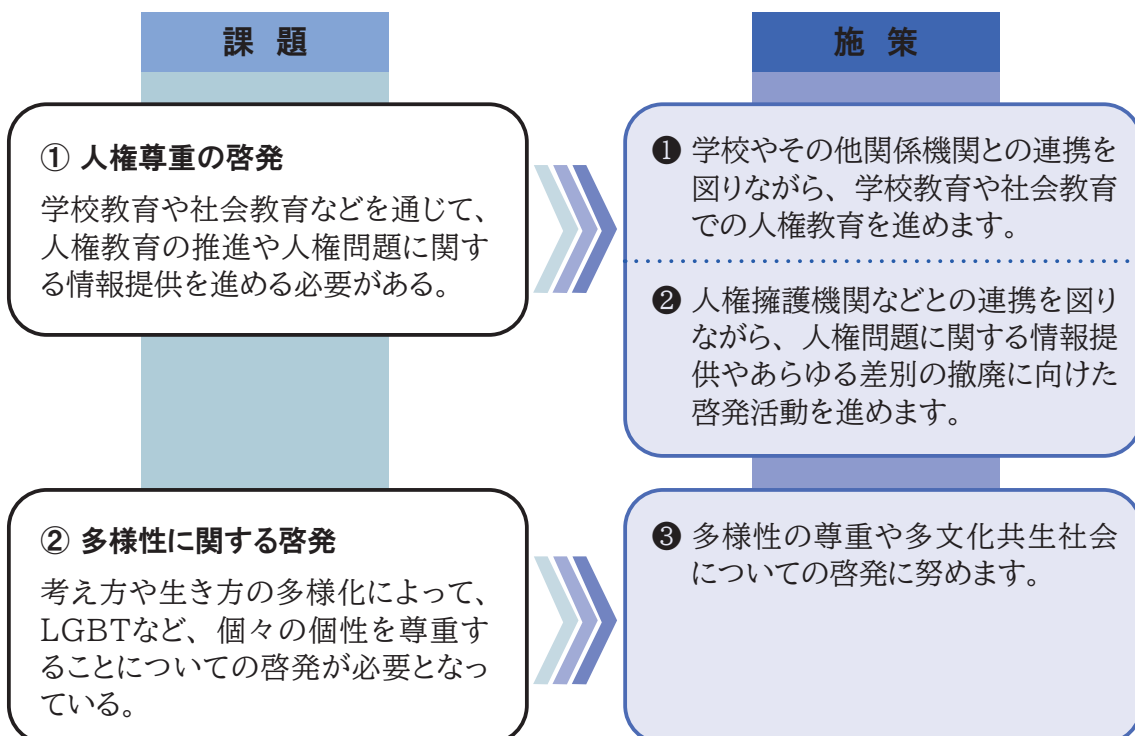 課題
施策
① 人権尊重の啓発
学校教育や社会教育などを通じて、
人権教育の推進や人権問題に関す
る情報提供を進める必要がある。
❶ 学校やその他関係機関との連携を
図りながら、学校教育や社会教育
での人権教育を進めます。
❷ 人権擁護機関などとの連携を図り
ながら、人権問題に関する情報提
供やあらゆる差別の撤廃に向けた
啓発活動を進めます。
② 多様性に関する啓発
考え方や生き方の多様化によって、
LGBTなど、個々の個性を尊重す
ることについての啓発が必要となっ
ている。
❸ 多様性の尊重や多文化共生社会
についての啓発に努めます。